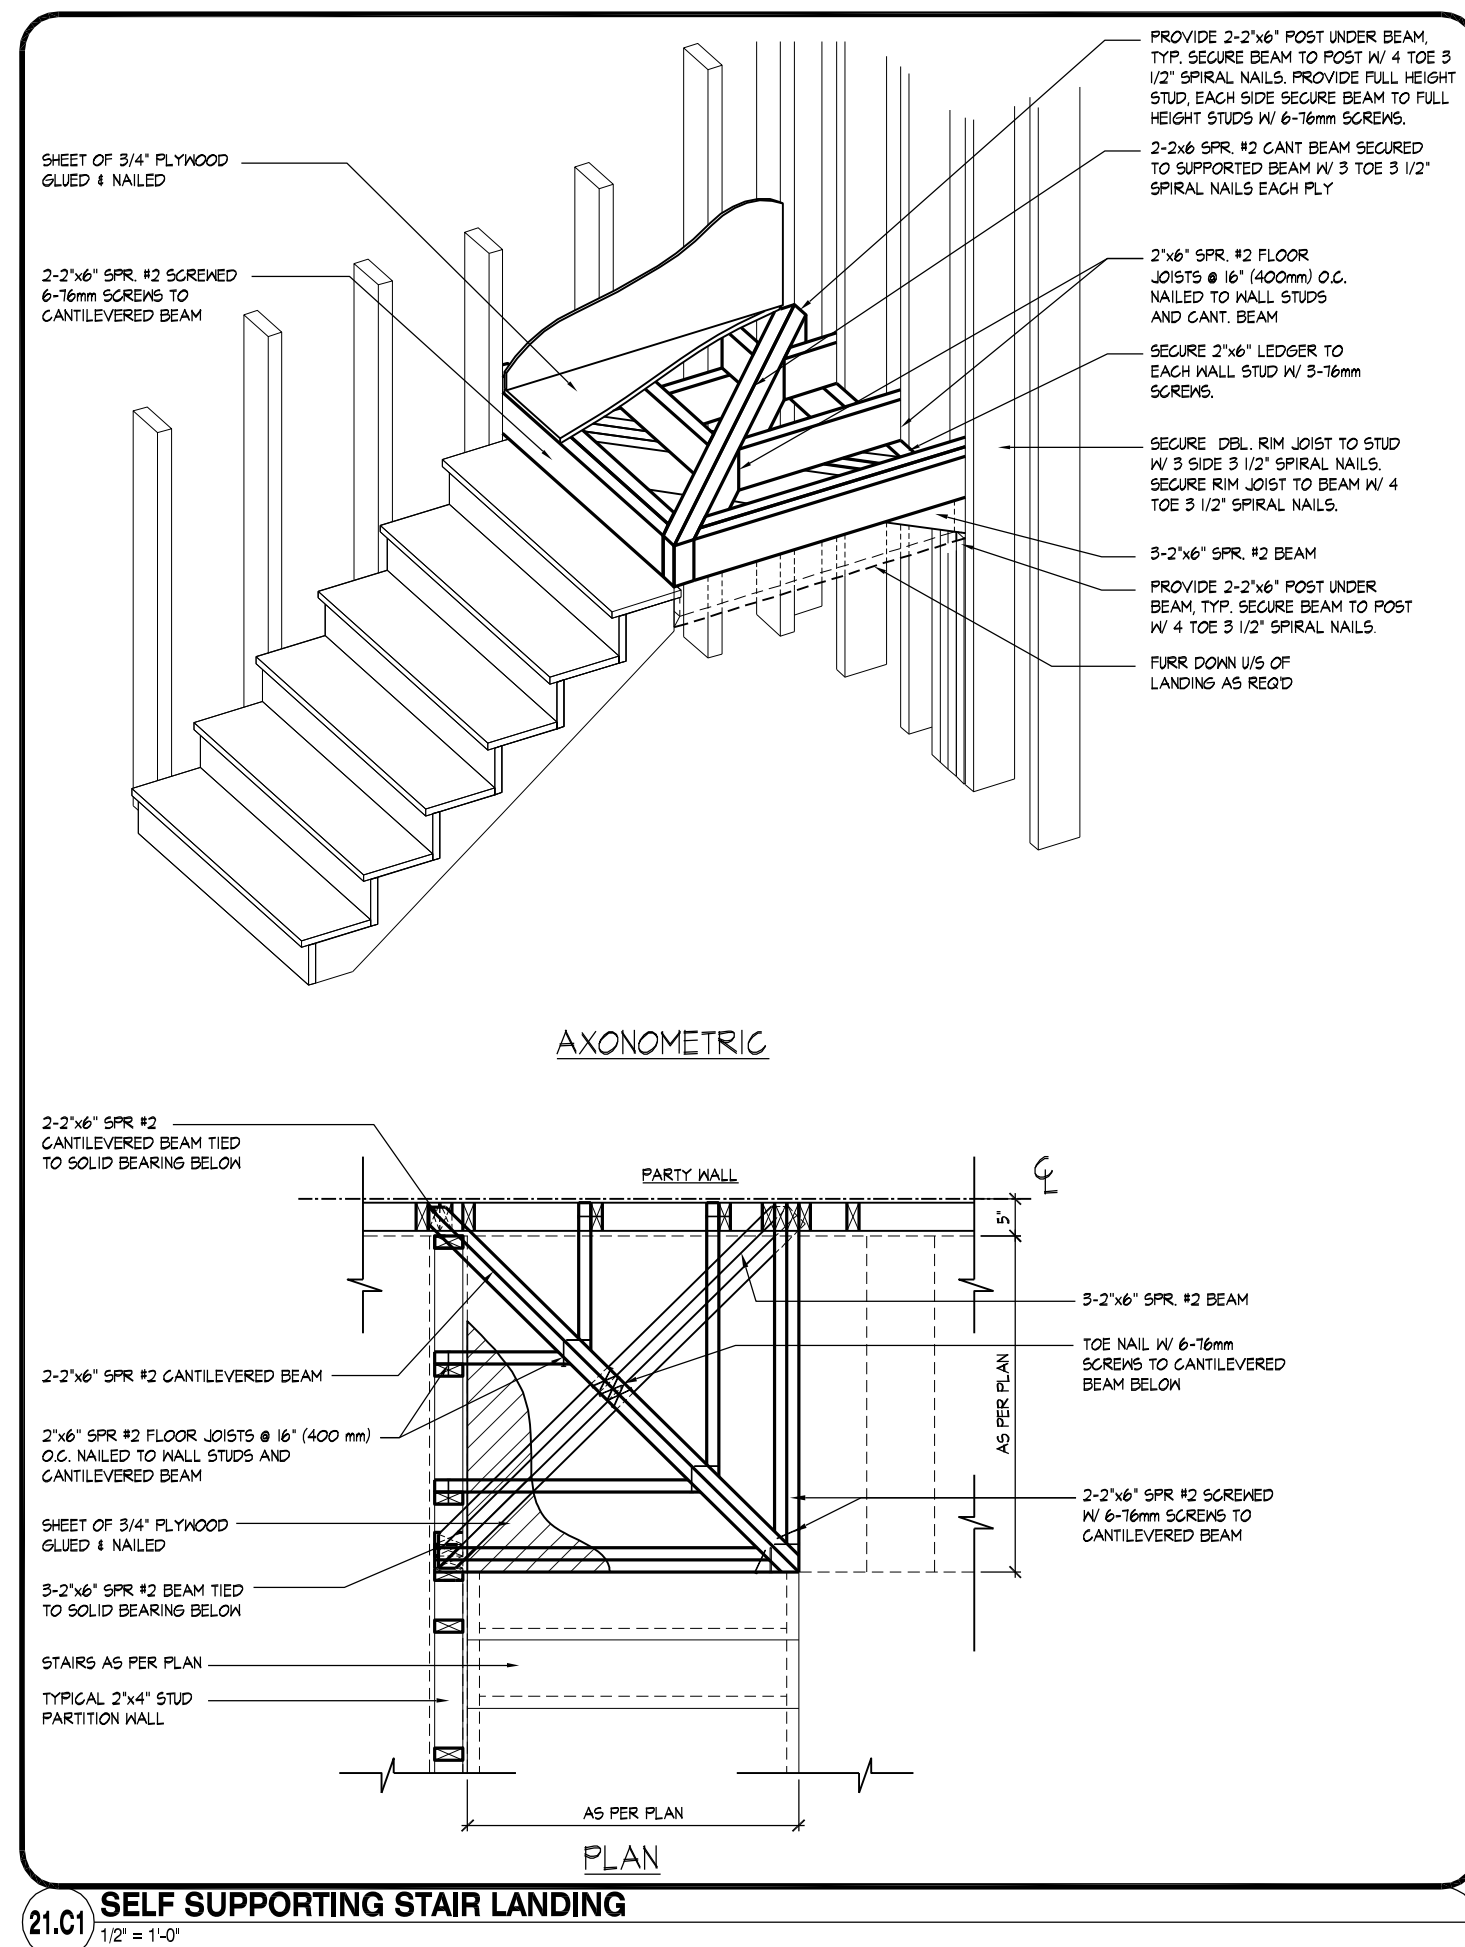 PROVIDE 2-2"x6" POST UNDER BEAM,
TYP. SECURE BEAM TO POST W/ 4 TOE 3
1/2" SPIRAL NAILS. PROVIDE FULL HEIGHT
STUD, EACH SIDE SECURE BEAM TO FULL
HEIGHT STUDS W/ 6-76mm SCREWS.
SHEET OF 3/4" PLYWOOD
GLUED & NAILED
2-2x6 SPR. #2 CANT BEAM SECURED
TO SUPPORTED BEAM W/ 3 TOE 3 1/2"
SPIRAL NAILS EACH PLY
2-2"x6" SPR. #2 SCREWED
6-76mm SCREWS TO
CANTILEVERED BEAM
2"x6" SPR. #2 FLOOR
JOISTS @ 16" (400mm) O.C.
NAILED TO WALL STUDS
AND CANT. BEAM
SECURE 2"x6" LEDGER TO
EACH WALL STUD W/ 3-76mm
SCREWS.
SECURE DBL. RIM JOIST TO STUD
W/ 3 SIDE 3 1/2" SPIRAL NAILS.
SECURE RIM JOIST TO BEAM W/ 4
TOE 3 1/2" SPIRAL NAILS.
3-2"x6" SPR. #2 BEAM
PROVIDE 2-2"x6" POST UNDER
BEAM, TYP. SECURE BEAM TO POST
W/ 4 TOE 3 1/2" SPIRAL NAILS.
FURR DOWN U/S OF
LANDING AS REQ'D
AXONOMETRIC
2-2"x6" SPR #2
CANTILEVERED BEAM TIED
TO SOLID BEARING BELOW
PARTY WALL
CL
5"
3-2"x6" SPR. #2 BEAM
TOE NAIL W/ 6-76mm
SCREWS TO CANTILEVERED
BEAM BELOW
2-2"x6" SPR #2 CANTILEVERED BEAM
AS PER PLAN
2"x6" SPR #2 FLOOR JOISTS @ 16" (400 mm)
O.C. NAILED TO WALL STUDS AND
CANTILEVERED BEAM
2-2"x6" SPR #2 SCREWED
W/ 6-76mm SCREWS TO
CANTILEVERED BEAM
SHEET OF 3/4" PLYWOOD
GLUED & NAILED
3-2"x6" SPR #2 BEAM TIED
TO SOLID BEARING BELOW
STAIRS AS PER PLAN
TYPICAL 2"x4" STUD
PARTITION WALL
AS PER PLAN
PLAN
21.C1
SELF SUPPORTING STAIR LANDING
1/2" = 1'-0"